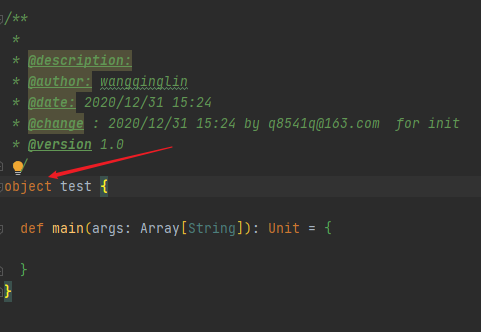 /**
*
* @description:
* @author: wangqinglin
* @date: 2020/12/31 15:24
* @change : 2020/12/31 15:24 by q8541q@163.com for init
* @version 1.0
/
object test {
def main(args: Array[String]): Unit = {
}
}